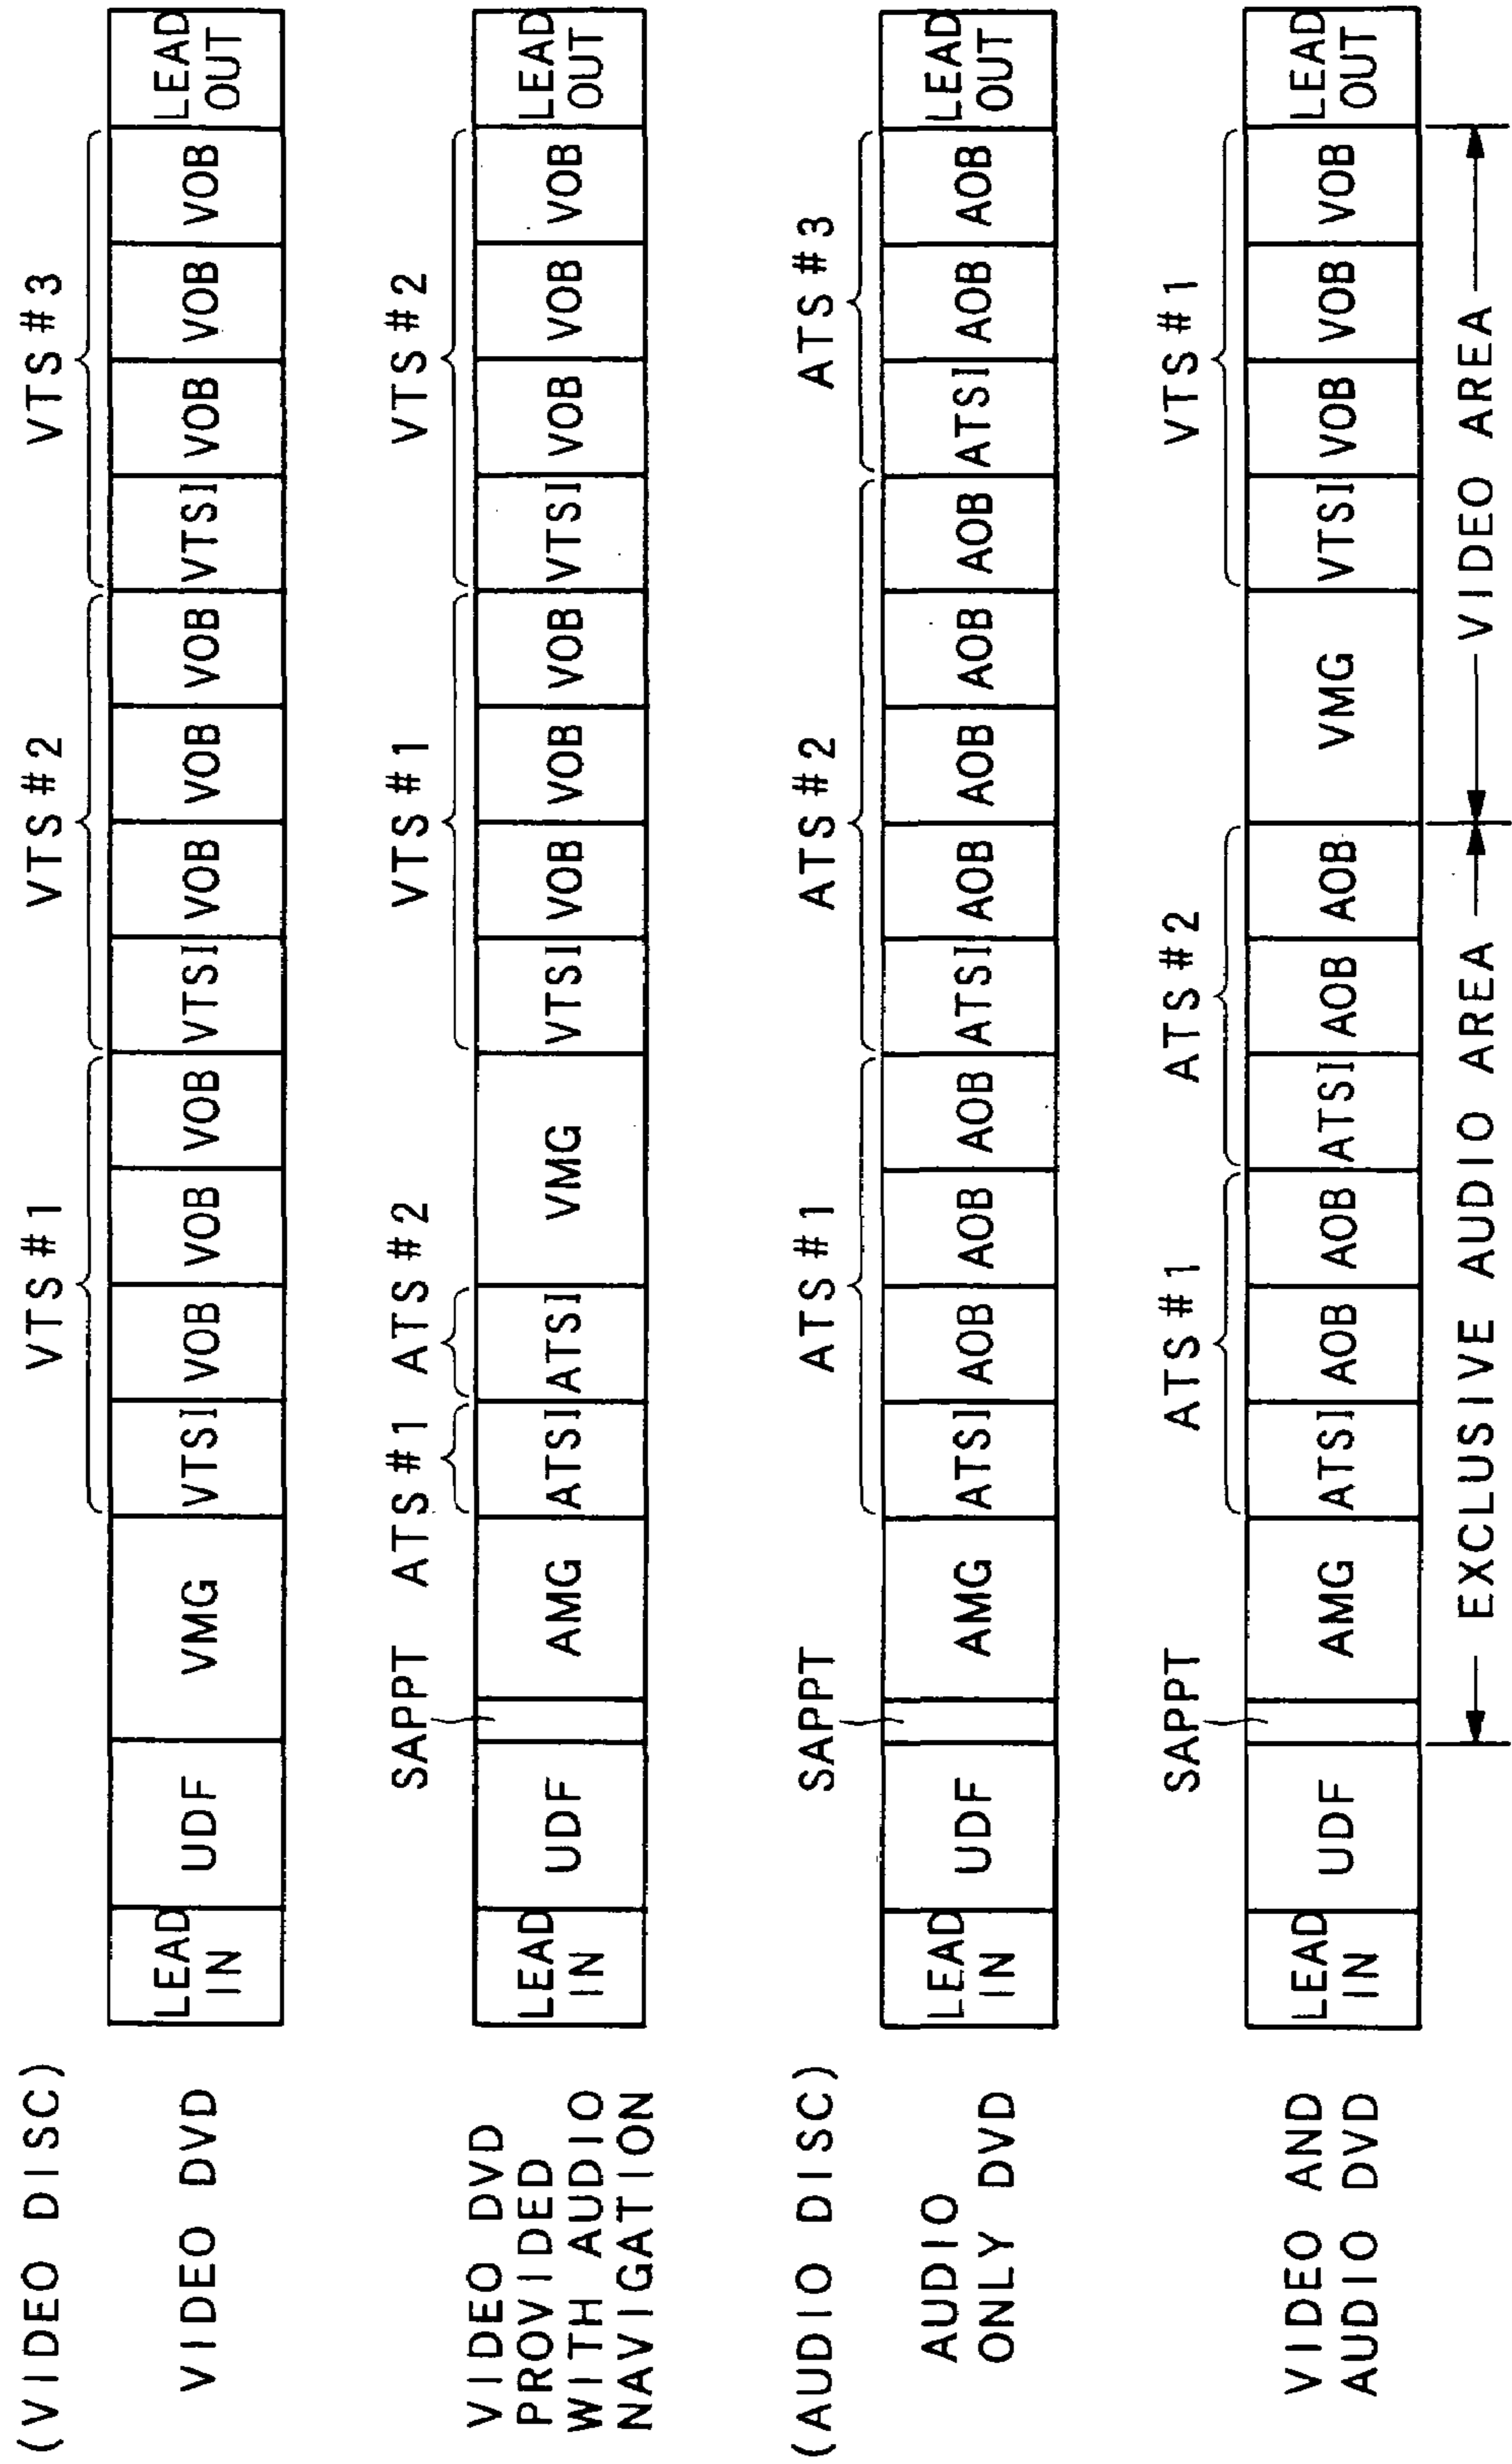 (VIDEO DISC)
VTS#1 VTS#2 VTS#3
VIDEO DVD
LEAD IN UDF VMG VTSI VOB VOB VOB VTSI VOB VOB VOB VTSI VOB VOB VOB LEAD OUT
SAPPT ATS#1 ATS#2 VTS#1 VTS#2
VIDEO DVD
PROVIDED
WITH AUDIO
NAVIGATION
LEAD IN UDF AMG ATSI ATSI VMG VTSI VOB VOB VOB VTSI VOB VOB VOB LEAD OUT
(AUDIO DISC)
SAPPT ATS#1 ATS#2 ATS#3
AUDIO
ONLY DVD
LEAD IN UDF AMG ATSI AOB AOB AOB ATSI AOB AOB AOB AOB ATSI AOB AOB LEAD OUT
SAPPT ATS#1 ATS#2 VTS#1
VIDEO AND
AUDIO DVD
LEAD IN UDF AMG ATSI AOB AOB ATSI AOB AOB VMG VTSI VOB VOB VOB LEAD OUT
EXCLUSIVE AUDIO AREA VIDEO AREA